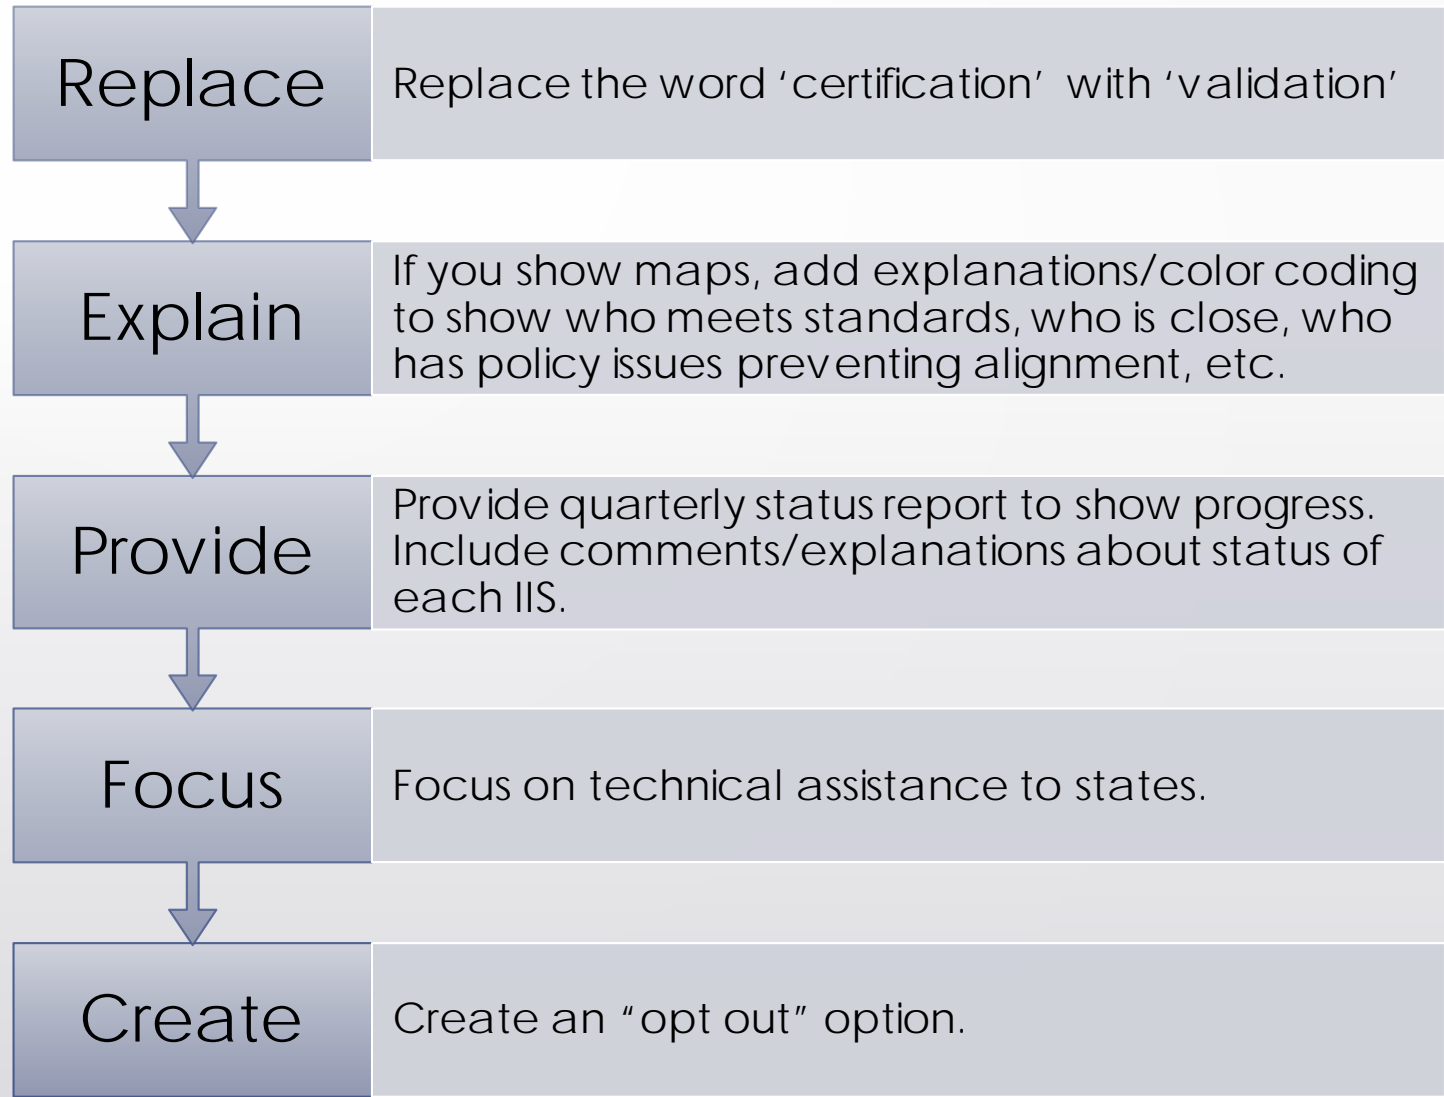 Replace
Replace the word ‘certification’ with ‘validation’
Explain
If you show maps, add explanations/color coding
to show who meets standards, who is close, who
has policy issues preventing alignment, etc.
Provide
Provide quarterly status report to show progress.
Include comments/explanations about status of
each IIS.
Focus
Focus on technical assistance to states.
Create
Create an “opt out” option.